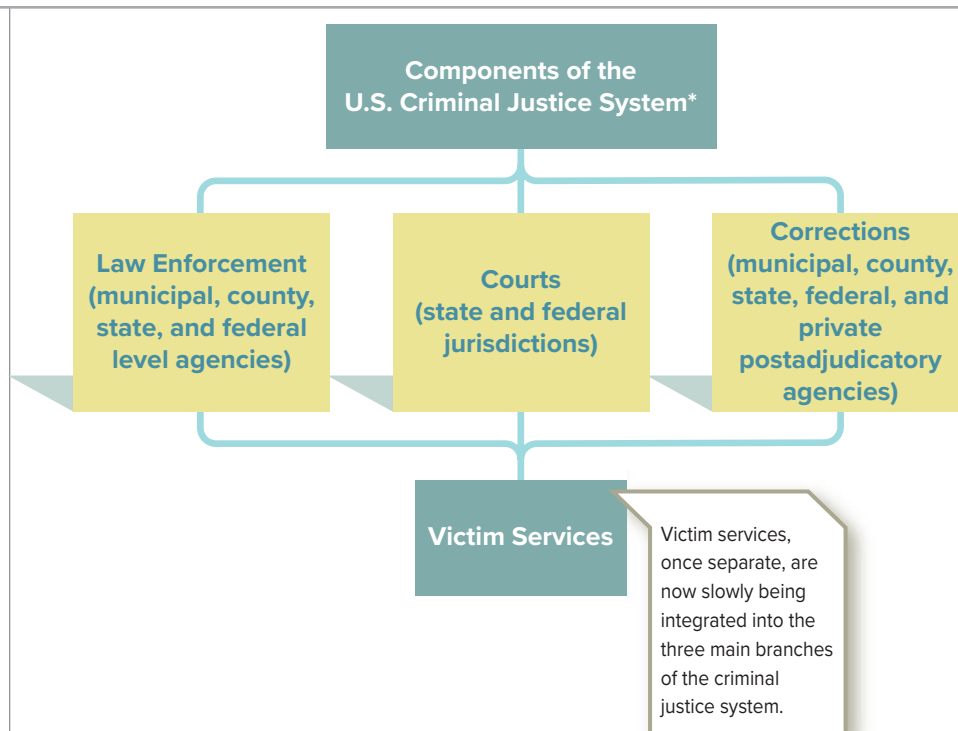 Components of the
U.S. Criminal Justice System*
Law Enforcement
(municipal, county,
state, and federal
level agencies)
Courts
(state and federal
jurisdictions)
Corrections
(municipal, county,
state, federal, and
private
postadjudicatory
agencies)
Victim Services
Victim services,
once separate, are
now slowly being
integrated into the
three main branches
of the criminal
justice system.